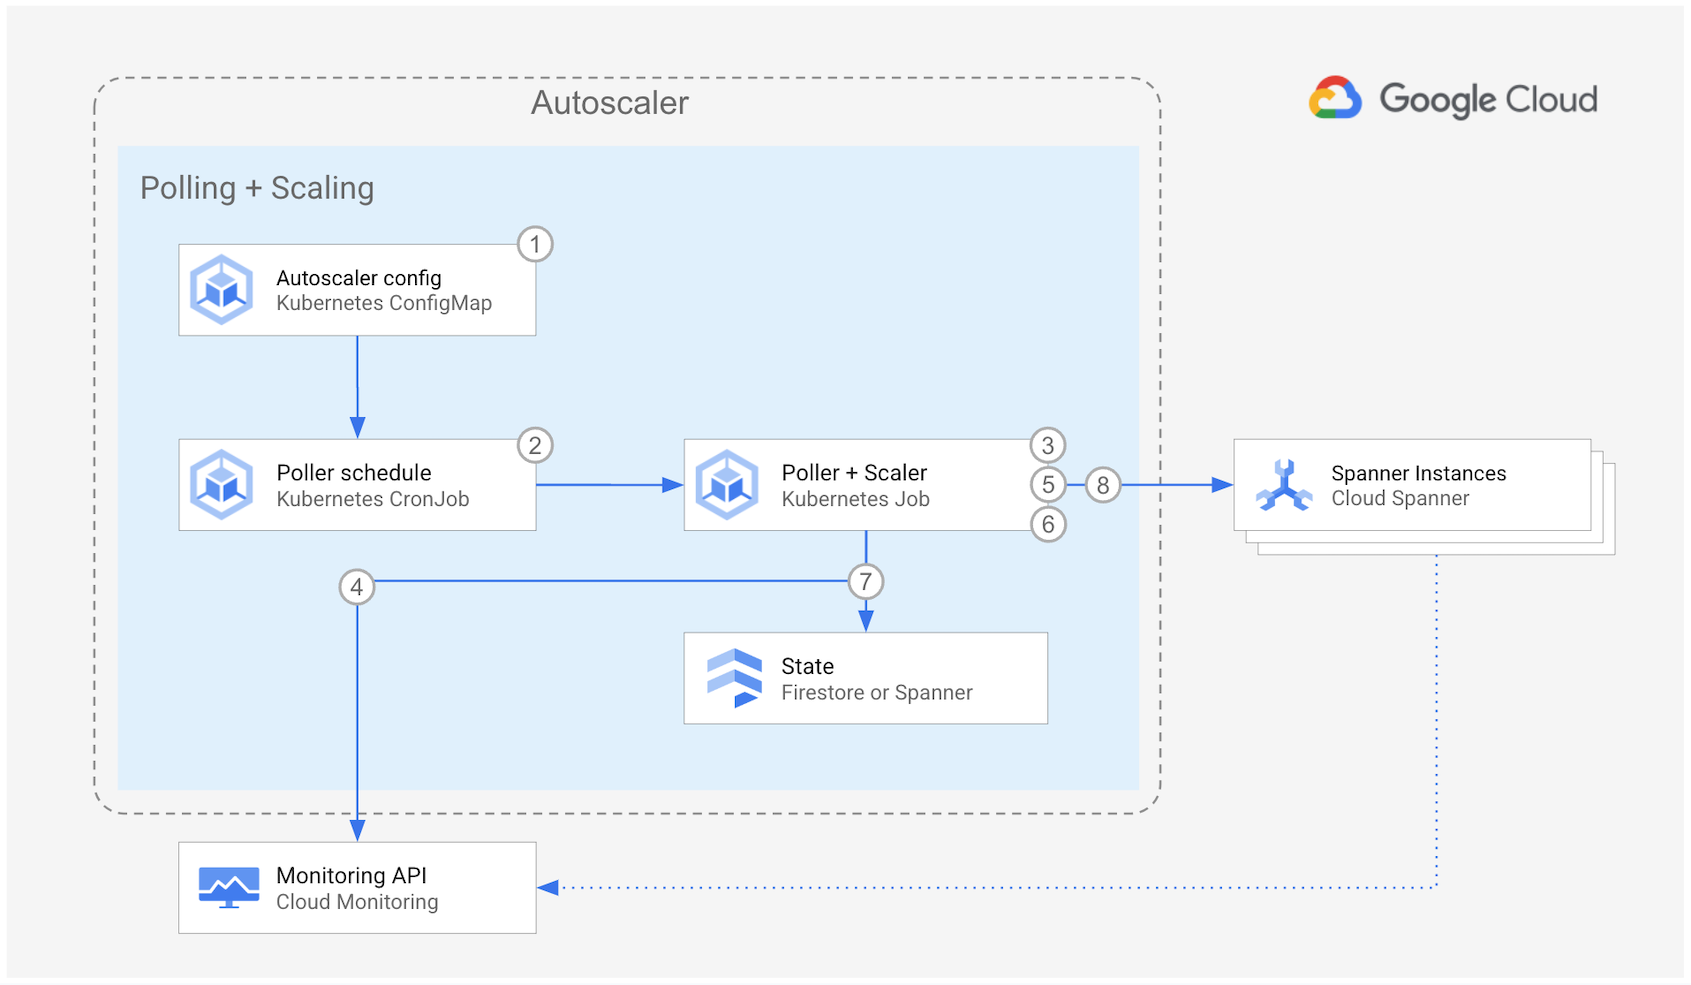 Autoscaler
Google Cloud
Polling + Scaling
1
Autoscaler config
Kubernetes ConfigMap
2
Poller schedule
Kubernetes CronJob
3
Poller + Scaler
Kubernetes Job
5
8
6
Spanner Instances
Cloud Spanner
4
7
State
Firestore or Spanner
Monitoring API
Cloud Monitoring